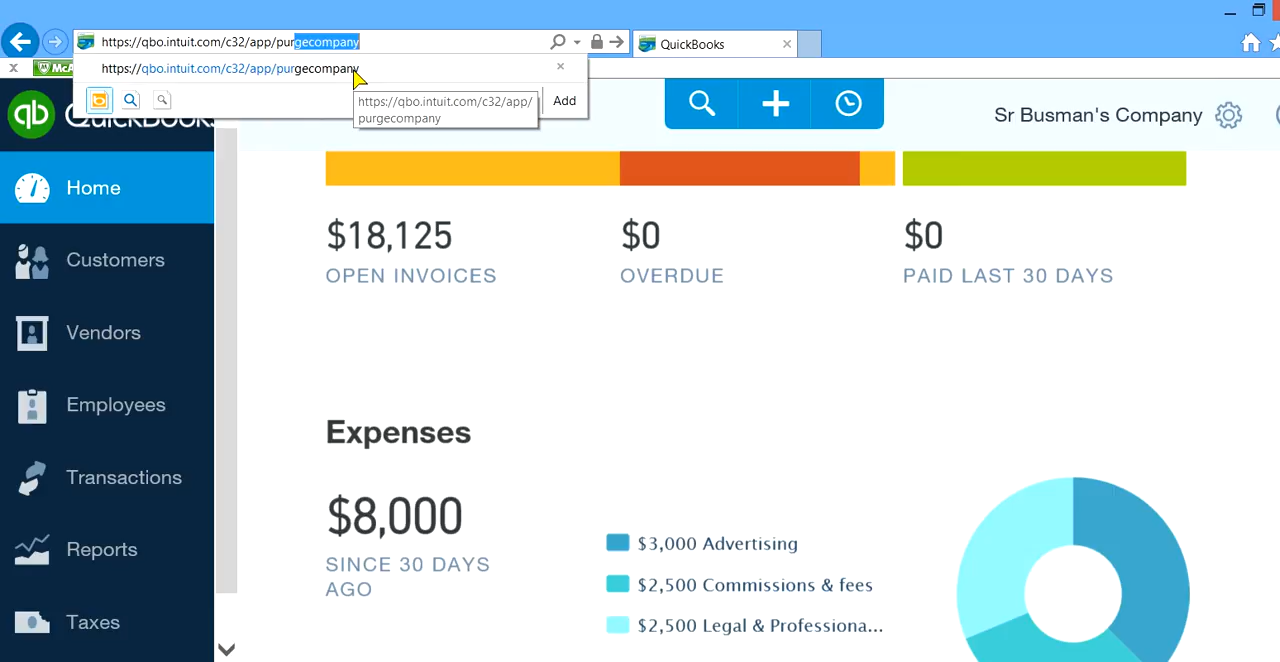 https://qbo.intuit.com/c32/app/purgecompany
QuickBooks
https://qbo.intuit.com/c32/app/purgecompany
https://qbo.intuit.com/c32/app/
purgecompany
Add
qb QuickBooks
Sr Busman's Company
Home
Customers
Vendors
Employees
Transactions
Reports
Taxes
$18,125
OPEN INVOICES
$0
OVERDUE
$0
PAID LAST 30 DAYS
Expenses
$8,000
SINCE 30 DAYS
AGO
$3,000 Advertising
$2,500 Commissions & fees
$2,500 Legal & Professiona...